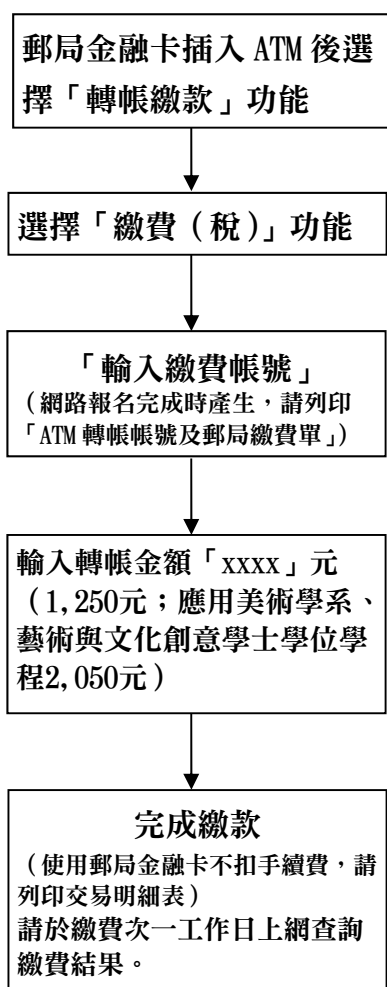 郵局金融卡插入 ATM 後選
擇「轉帳繳款」功能
選擇「繳費（稅）」功能
「輸入繳費帳號」
（網路報名完成時產生，請列印
「ATM 轉帳帳號及郵局繳費單」）
輸入轉帳金額「xxxx」元
（1,250元；應用美術學系、
藝術與文化創意學士學位學
程2,050元）
完成繳款
（使用郵局金融卡不扣手續費，請
列印交易明細表）
請於繳費次一工作日上網查詢
繳費結果。